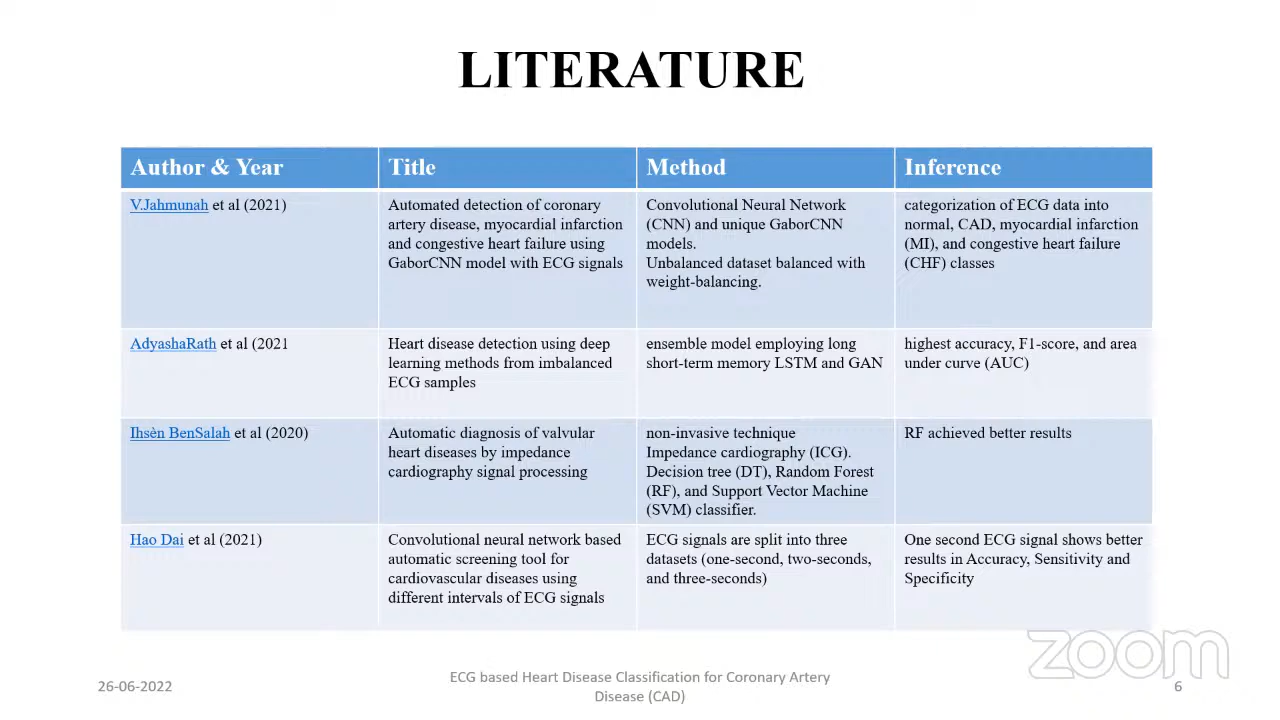 LITERATURE
Author & Year
Title
Method
Inference
V.Jahmunah et al (2021)
Automated detection of coronary
artery disease, myocardial infarction
and congestive heart failure using
GaborCNN model with ECG signals
Convolutional Neural Network
(CNN) and unique GaborCNN
models.
Unbalanced dataset balanced with
weight-balancing.
categorization of ECG data into
normal, CAD, myocardial infarction
(MI), and congestive heart failure
(CHF) classes
AdyashaRath et al (2021
Heart disease detection using deep
learning methods from imbalanced
ECG samples
ensemble model employing long
short-term memory LSTM and GAN
highest accuracy, F1-score, and area
under curve (AUC)
Ihsèn BenSalah et al (2020)
Automatic diagnosis of valvular
heart diseases by impedance
cardiography signal processing
non-invasive technique
Impedance cardiography (ICG).
Decision tree (DT), Random Forest
(RF), and Support Vector Machine
(SVM) classifier.
RF achieved better results
Hao Dai et al (2021)
Convolutional neural network based
automatic screening tool for
cardiovascular diseases using
different intervals of ECG signals
ECG signals are split into three
datasets (one-second, two-seconds,
and three-seconds)
One second ECG signal shows better
results in Accuracy, Sensitivity and
Specificity
zoom
26-06-2022
ECG based Heart Disease Classification for Coronary Artery
Disease (CAD)
6